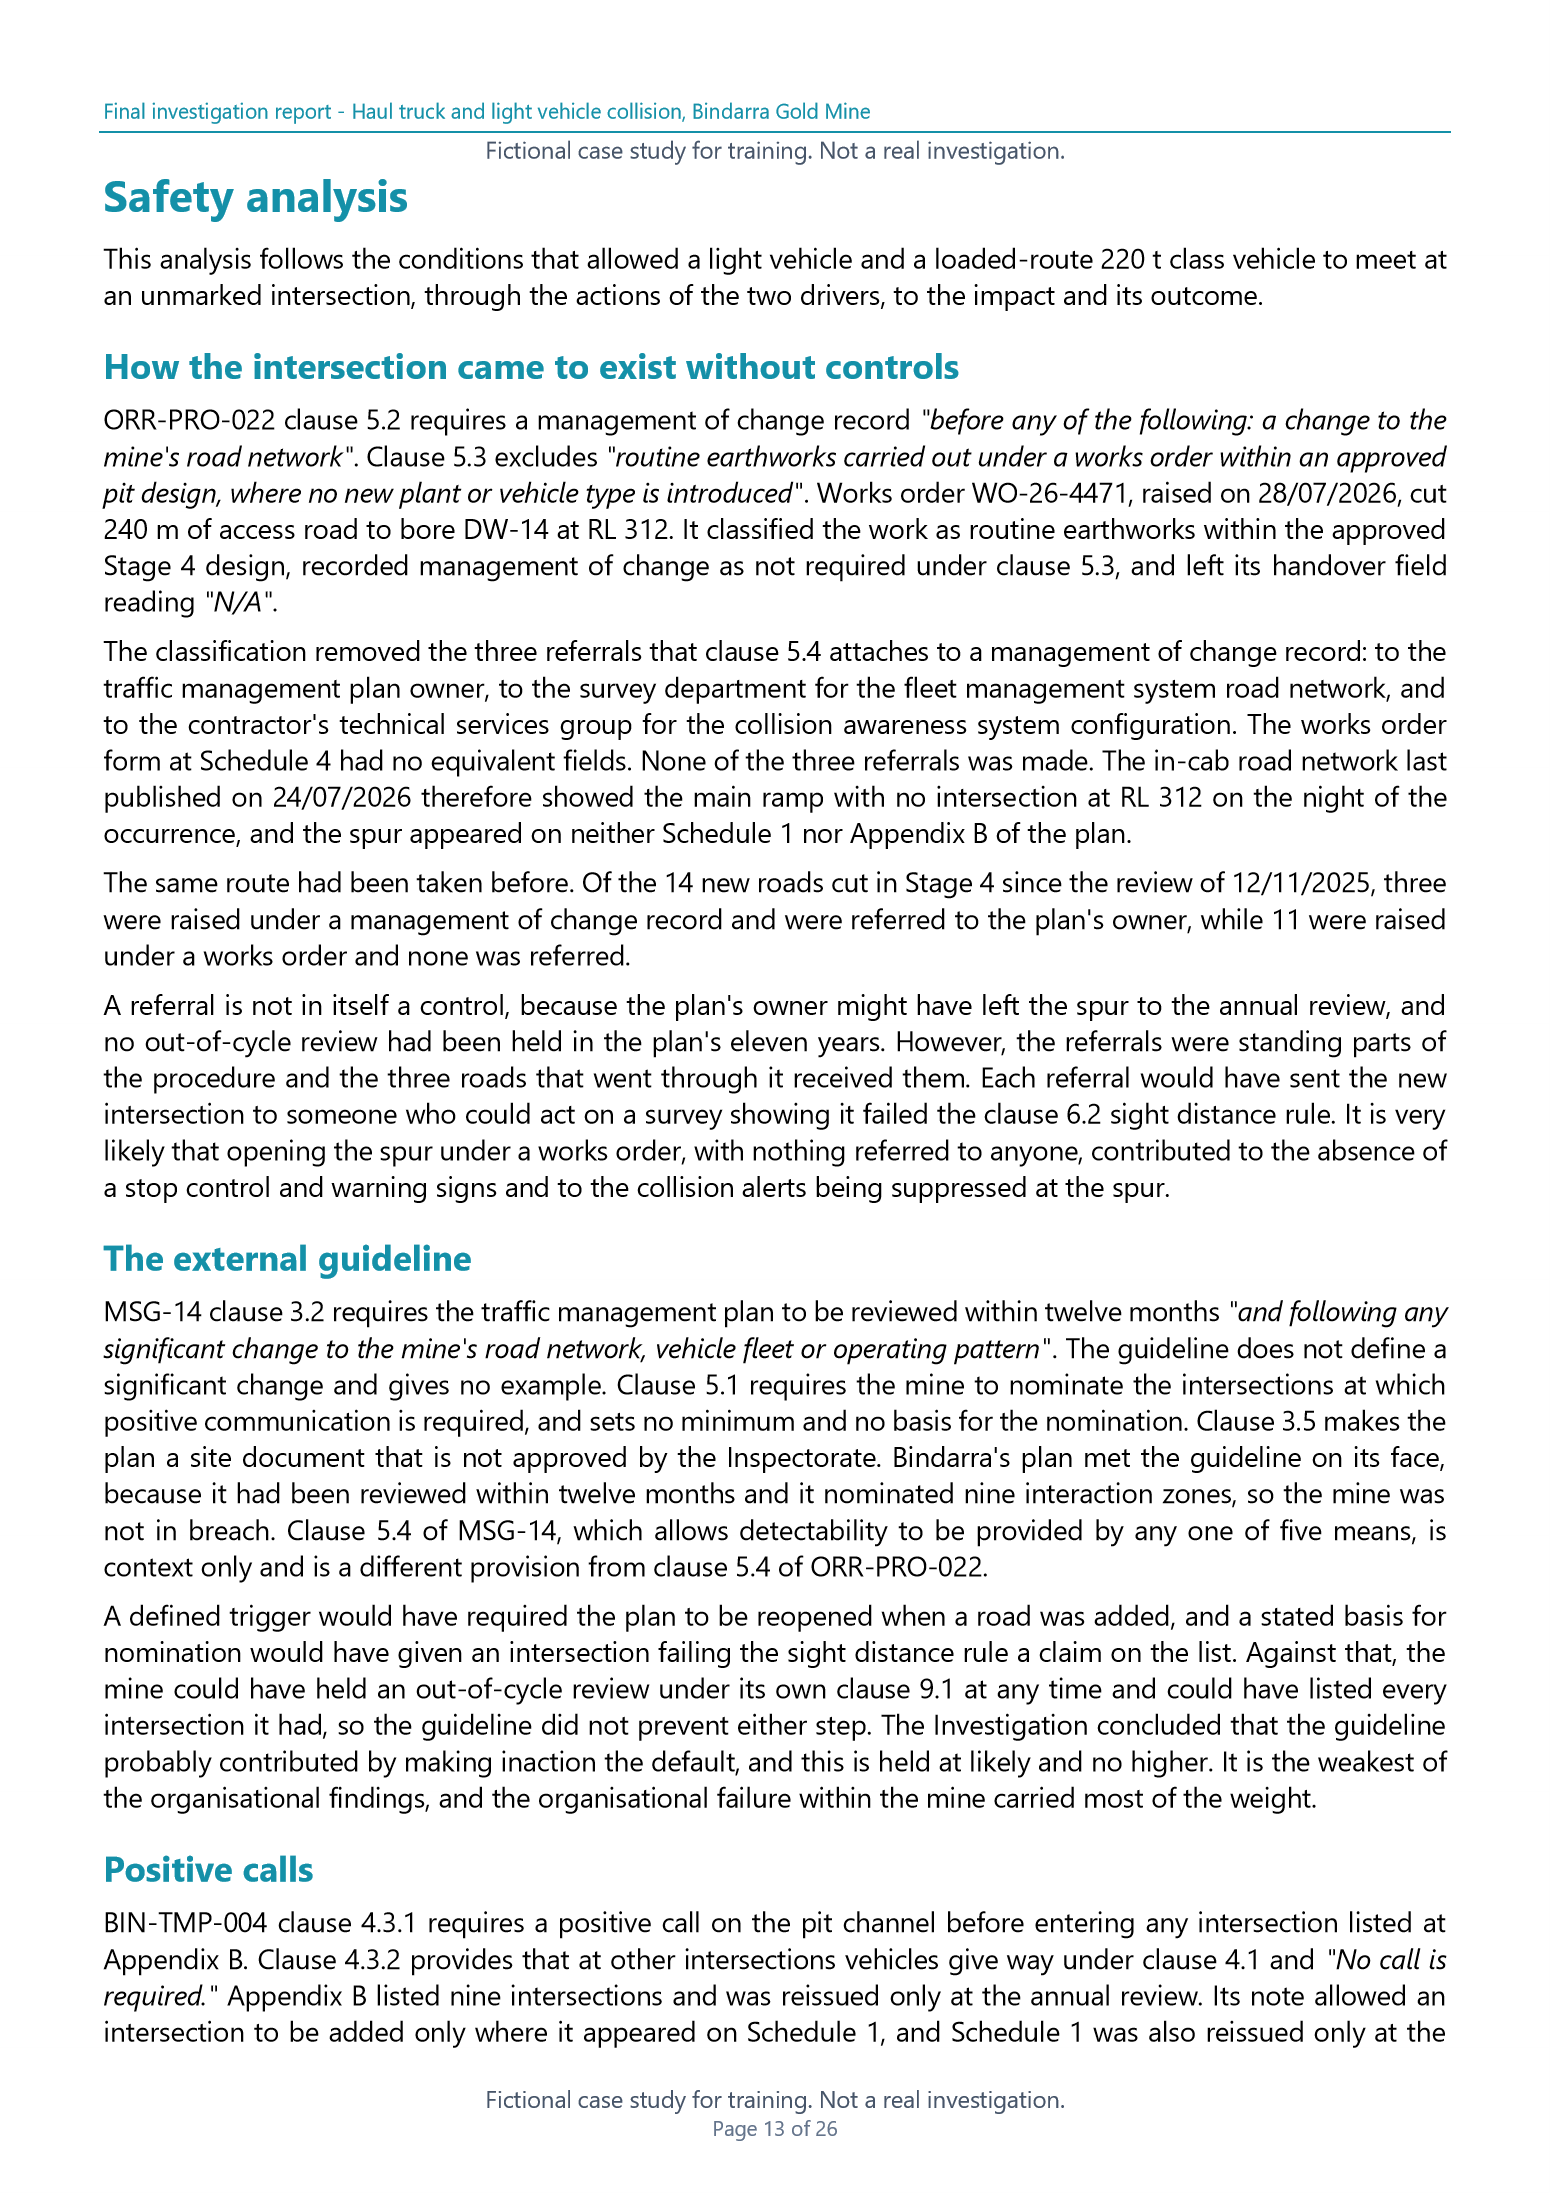 Final investigation report - Haul truck and light vehicle collision, Bindarra Gold Mine
Fictional case study for training. Not a real investigation.
Safety analysis
This analysis follows the conditions that allowed a light vehicle and a loaded-route 220 t class vehicle to meet at
an unmarked intersection, through the actions of the two drivers, to the impact and its outcome.
How the intersection came to exist without controls
ORR-PRO-022 clause 5.2 requires a management of change record "before any of the following: a change to the
mine's road network". Clause 5.3 excludes "routine earthworks carried out under a works order within an approved
pit design, where no new plant or vehicle type is introduced". Works order WO-26-4471, raised on 28/07/2026, cut
240 m of access road to bore DW-14 at RL 312. It classified the work as routine earthworks within the approved
Stage 4 design, recorded management of change as not required under clause 5.3, and left its handover field
reading "N/A".
The classification removed the three referrals that clause 5.4 attaches to a management of change record: to the
traffic management plan owner, to the survey department for the fleet management system road network, and
to the contractor's technical services group for the collision awareness system configuration. The works order
form at Schedule 4 had no equivalent fields. None of the three referrals was made. The in-cab road network last
published on 24/07/2026 therefore showed the main ramp with no intersection at RL 312 on the night of the
occurrence, and the spur appeared on neither Schedule 1 nor Appendix B of the plan.
The same route had been taken before. Of the 14 new roads cut in Stage 4 since the review of 12/11/2025, three
were raised under a management of change record and were referred to the plan's owner, while 11 were raised
under a works order and none was referred.
A referral is not in itself a control, because the plan's owner might have left the spur to the annual review, and
no out-of-cycle review had been held in the plan's eleven years. However, the referrals were standing parts of
the procedure and the three roads that went through it received them. Each referral would have sent the new
intersection to someone who could act on a survey showing it failed the clause 6.2 sight distance rule. It is very
likely that opening the spur under a works order, with nothing referred to anyone, contributed to the absence of
a stop control and warning signs and to the collision alerts being suppressed at the spur.
The external guideline
MSG-14 clause 3.2 requires the traffic management plan to be reviewed within twelve months "and following any
significant change to the mine's road network, vehicle fleet or operating pattern". The guideline does not define a
significant change and gives no example. Clause 5.1 requires the mine to nominate the intersections at which
positive communication is required, and sets no minimum and no basis for the nomination. Clause 3.5 makes the
plan a site document that is not approved by the Inspectorate. Bindarra's plan met the guideline on its face,
because it had been reviewed within twelve months and it nominated nine interaction zones, so the mine was
not in breach. Clause 5.4 of MSG-14, which allows detectability to be provided by any one of five means, is
context only and is a different provision from clause 5.4 of ORR-PRO-022.
A defined trigger would have required the plan to be reopened when a road was added, and a stated basis for
nomination would have given an intersection failing the sight distance rule a claim on the list. Against that, the
mine could have held an out-of-cycle review under its own clause 9.1 at any time and could have listed every
intersection it had, so the guideline did not prevent either step. The Investigation concluded that the guideline
probably contributed by making inaction the default, and this is held at likely and no higher. It is the weakest of
the organisational findings, and the organisational failure within the mine carried most of the weight.
Positive calls
BIN-TMP-004 clause 4.3.1 requires a positive call on the pit channel before entering any intersection listed at
Appendix B. Clause 4.3.2 provides that at other intersections vehicles give way under clause 4.1 and "No call is
required." Appendix B listed nine intersections and was reissued only at the annual review. Its note allowed an
intersection to be added only where it appeared on Schedule 1, and Schedule 1 was also reissued only at the
Fictional case study for training. Not a real investigation.
Page 13 of 26